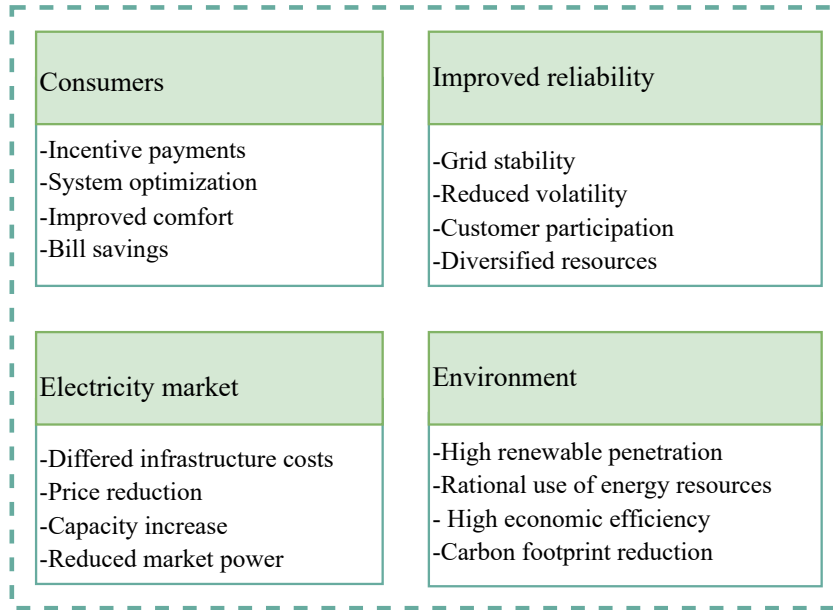 Consumers
-Incentive payments
-System optimization
-Improved comfort
-Bill savings
Improved reliability
-Grid stability
-Reduced volatility
-Customer participation
-Diversified resources
Electricity market
-Differed infrastructure costs
-Price reduction
-Capacity increase
-Reduced market power
Environment
-High renewable penetration
-Rational use of energy resources
- High economic efficiency
-Carbon footprint reduction